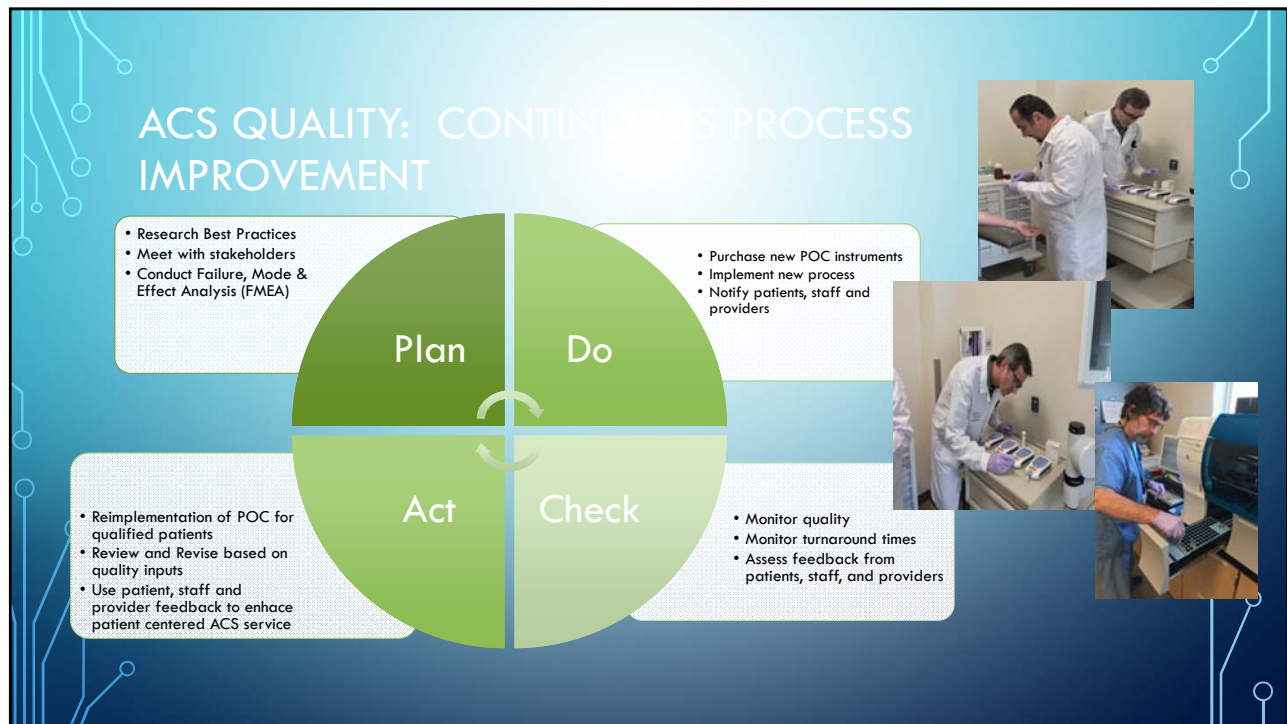 ACS QUALITY: CONTINUOUS PROCESS
IMPROVEMENT
• Research Best Practices
• Meet with stakeholders
• Conduct Failure, Mode &
Effect Analysis (FMEA)
Plan
Do
• Purchase new POC instruments
• Implement new process
• Notify patients, staff and
providers
Act
• Reimplementation of POC for
qualified patients
• Review and Revise based on
quality inputs
• Use patient, staff and
provider feedback to enhace
patient centered ACS service
Check
• Monitor quality
• Monitor turnaround times
• Assess feedback from
patients, staff, and providers